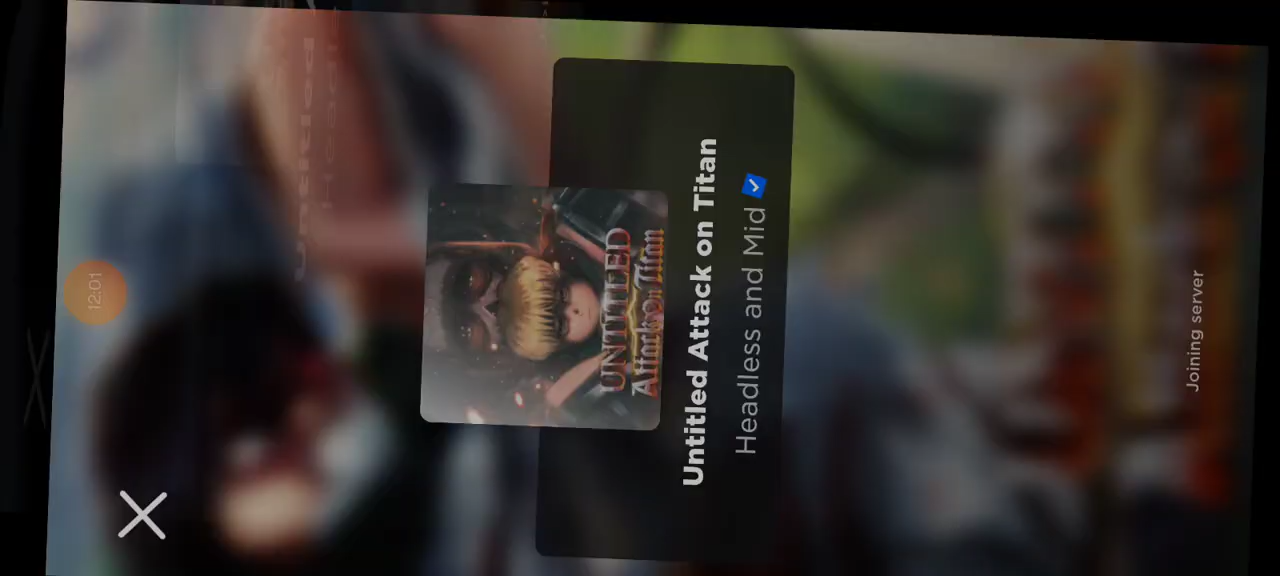 12:01
UNTITLED
Attack on Titan
Untitled Attack on Titan
Headless and Mid
Joining server